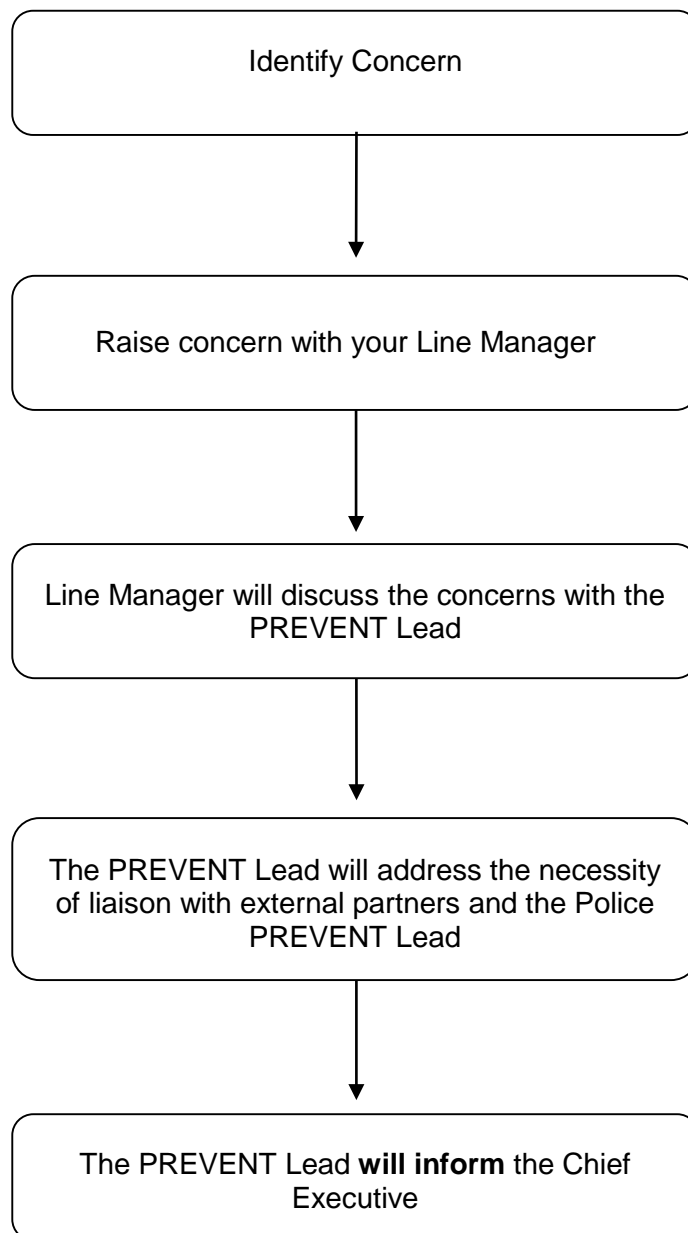 Identify Concern
Raise concern with your Line Manager
Line Manager will discuss the concerns with the
PREVENT Lead
The PREVENT Lead will address the necessity
of liaison with external partners and the Police
PREVENT Lead
The PREVENT Lead will inform the Chief
Executive